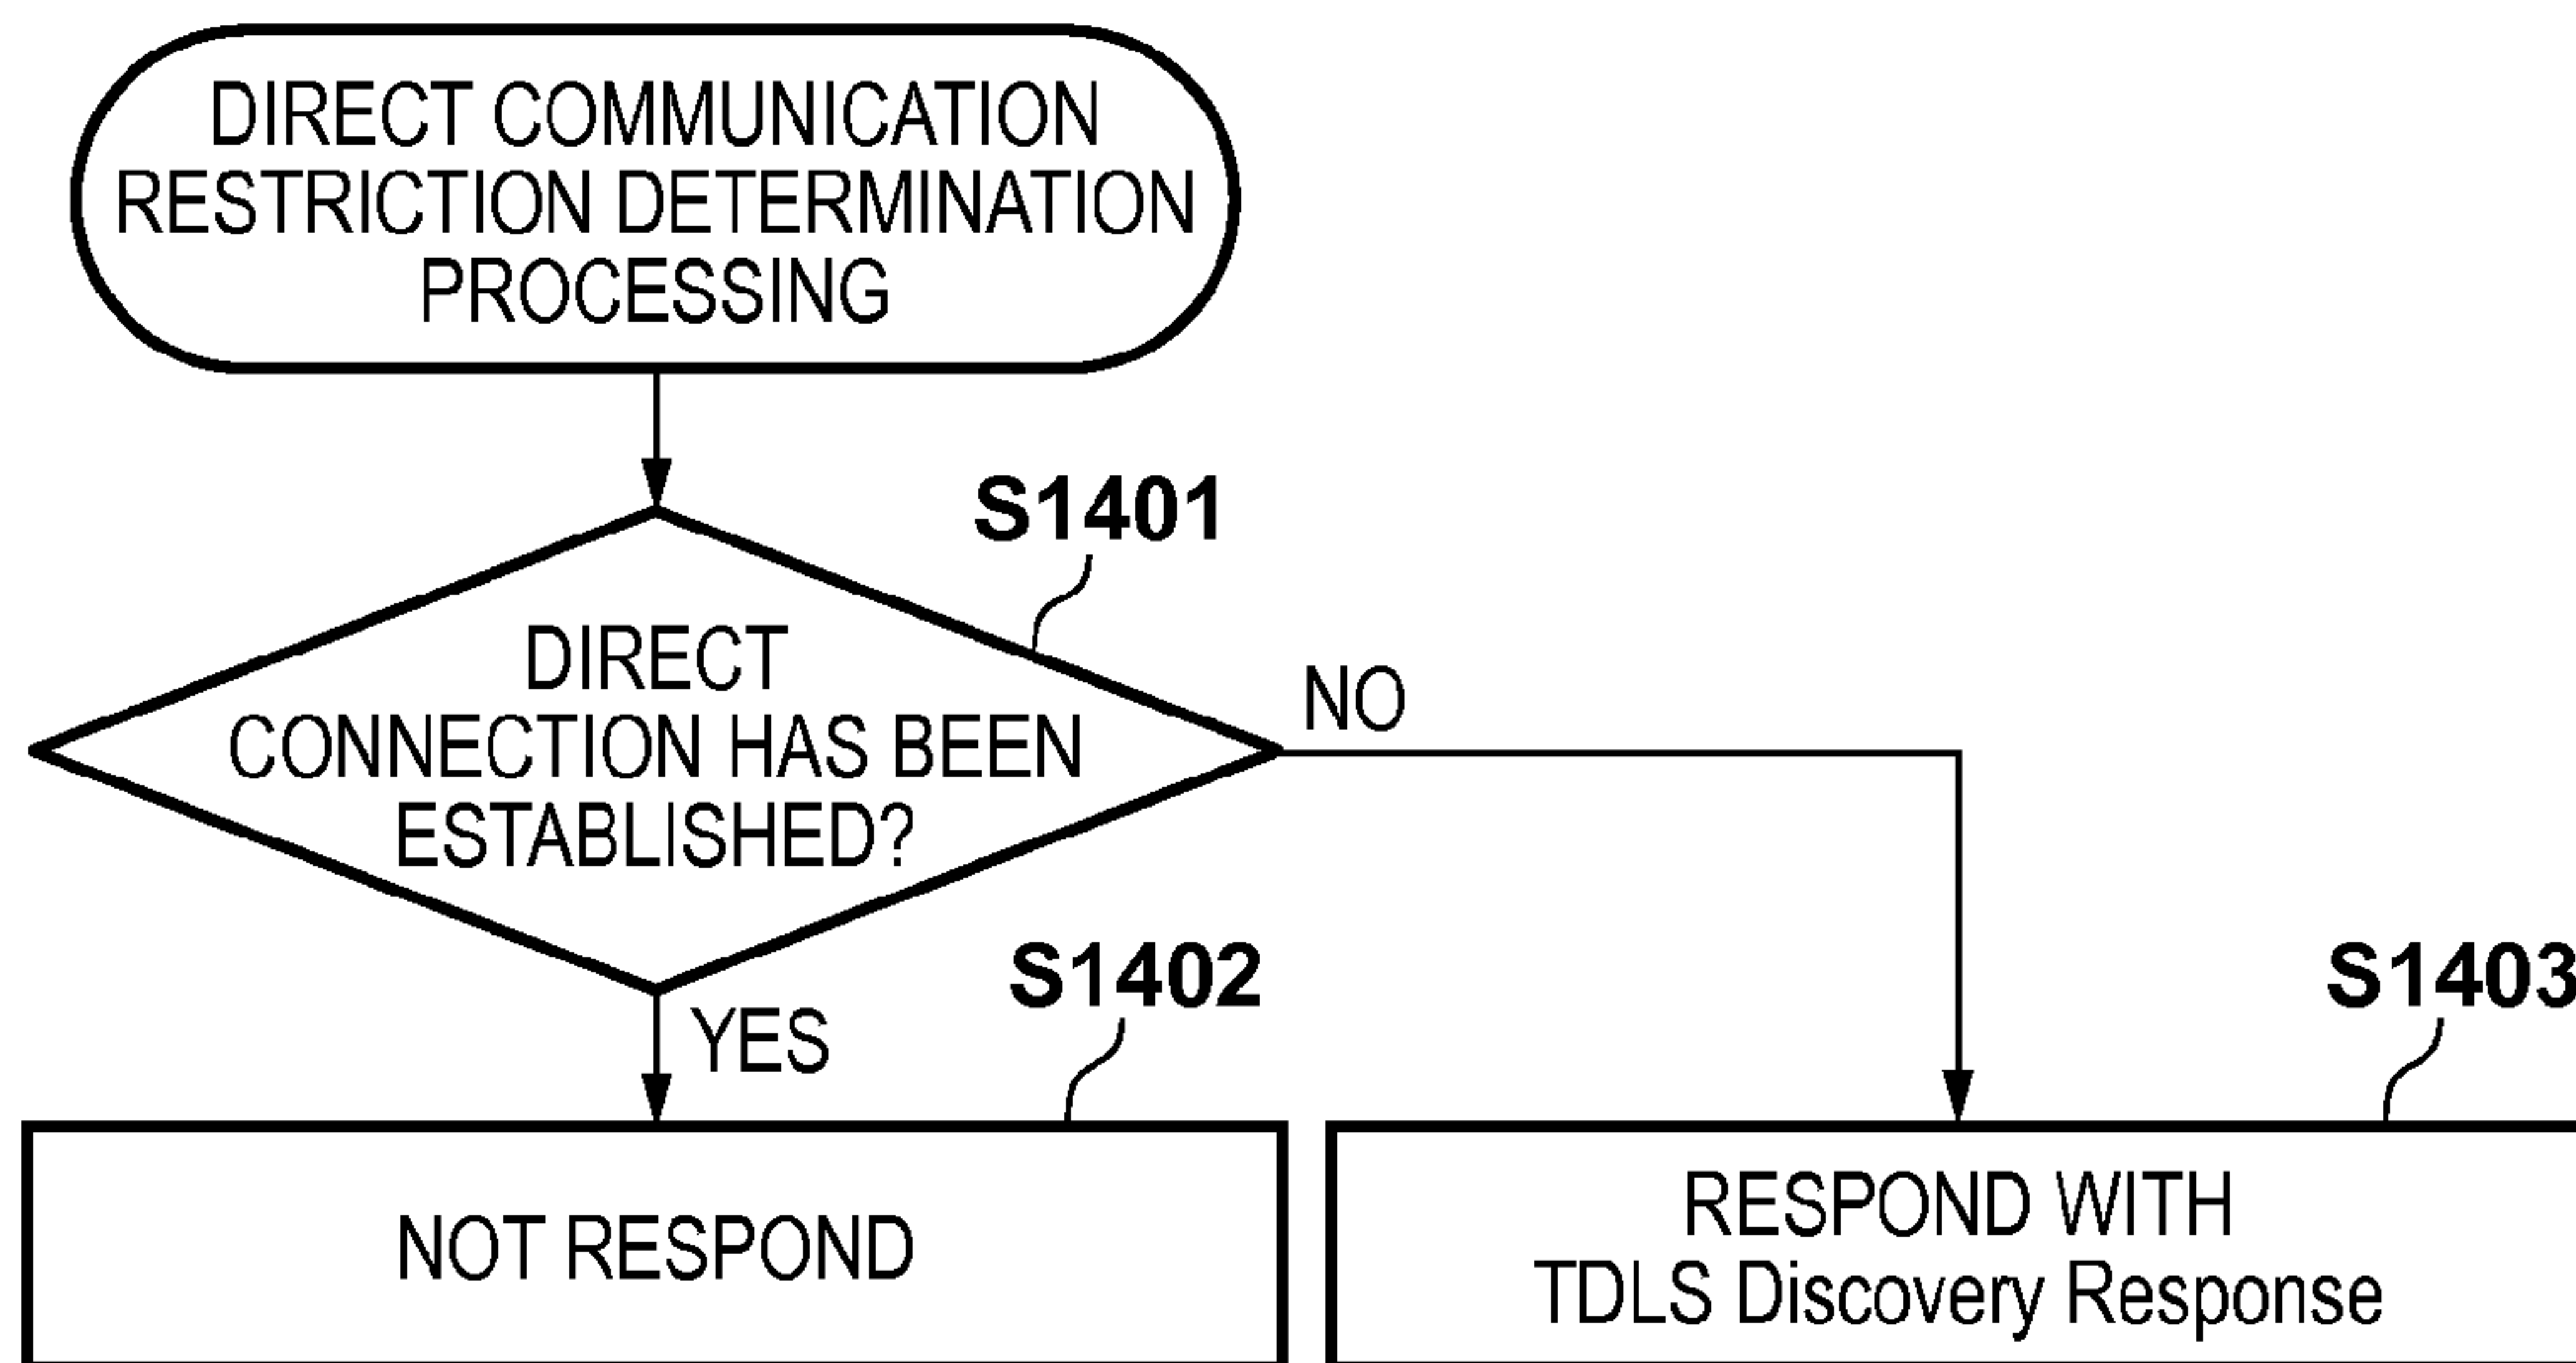 DIRECT COMMUNICATION
RESTRICTION DETERMINATION
PROCESSING
S1401
DIRECT
CONNECTION HAS BEEN
ESTABLISHED?
NO
YES
S1402
S1403
NOT RESPOND
RESPOND WITH
TDLS Discovery Response